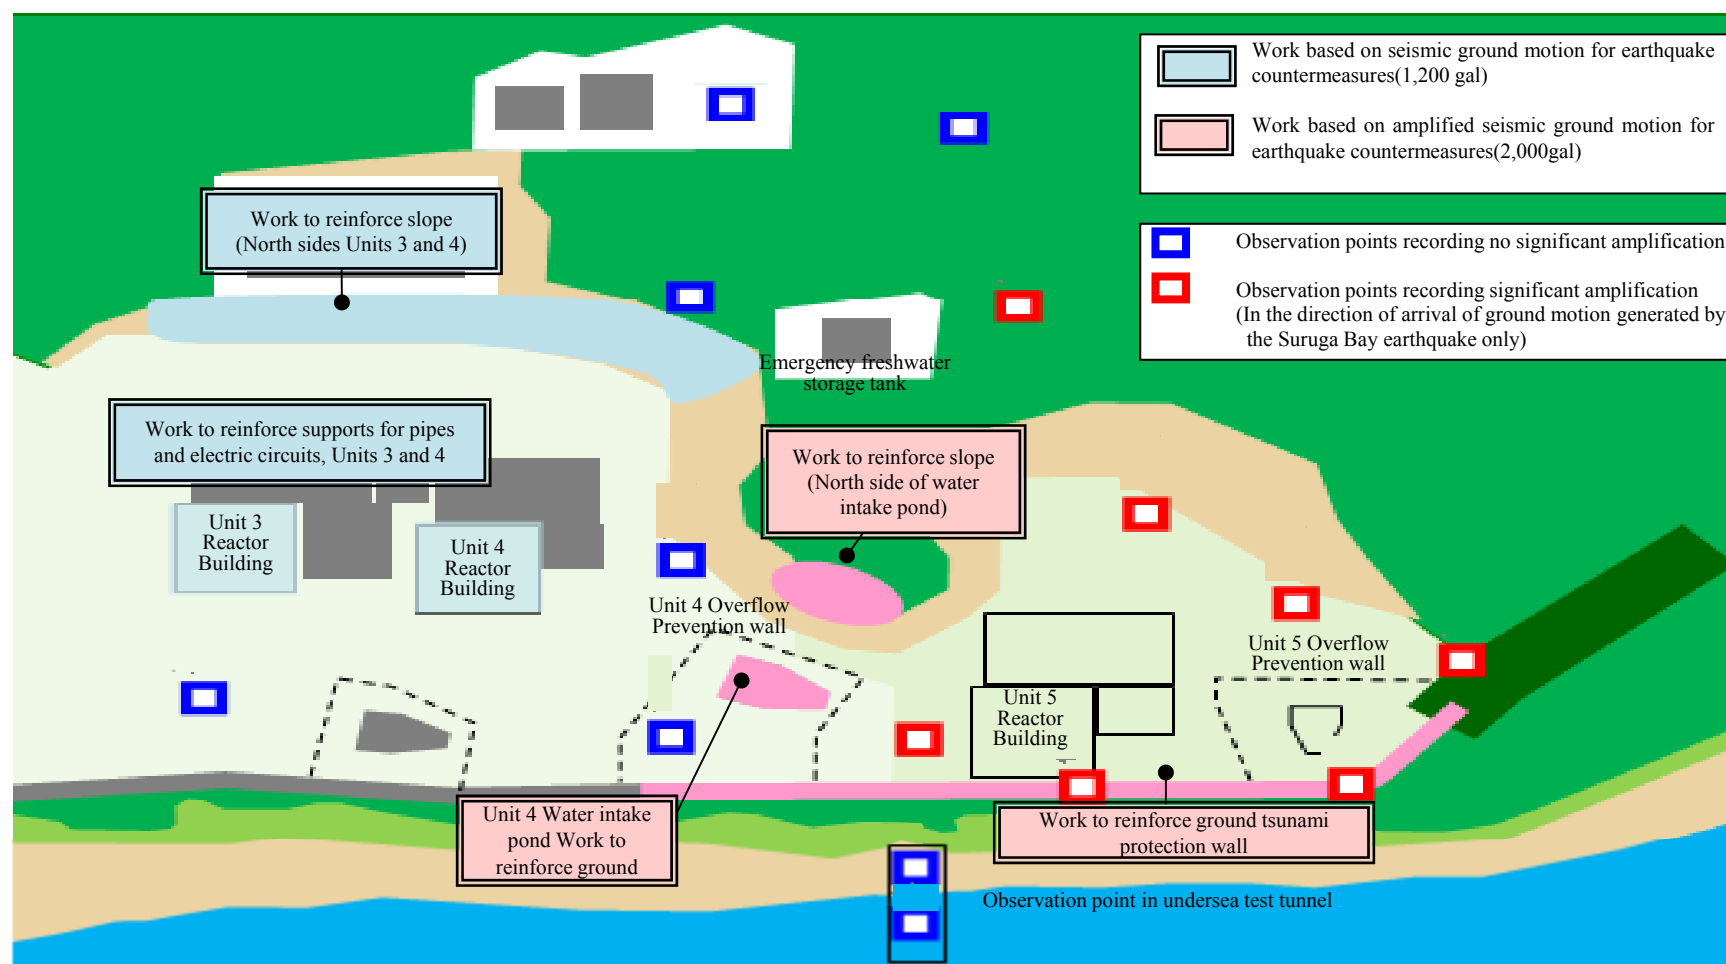 Work based on seismic ground motion for earthquake
countermeasures(1,200 gal)
Work based on amplified seismic ground motion for
earthquake countermeasures(2,000gal)
Work to reinforce slope
(North sides Units 3 and 4)
Observation points recording no significant amplification
Observation points recording significant amplification
(In the direction of arrival of ground motion generated by
the Suruga Bay earthquake only)
Emergency freshwater
storage tank
Work to reinforce supports for pipes
and electric circuits, Units 3 and 4
Work to reinforce slope
(North side of water
intake pond)
Unit 3
Reactor
Building
Unit 4
Reactor
Building
Unit 4 Overflow
Prevention wall
Unit 5 Overflow
Prevention wall
Unit 5
Reactor
Building
Unit 4 Water intake
pond Work to
reinforce ground
Work to reinforce ground tsunami
protection wall
Observation point in undersea test tunnel